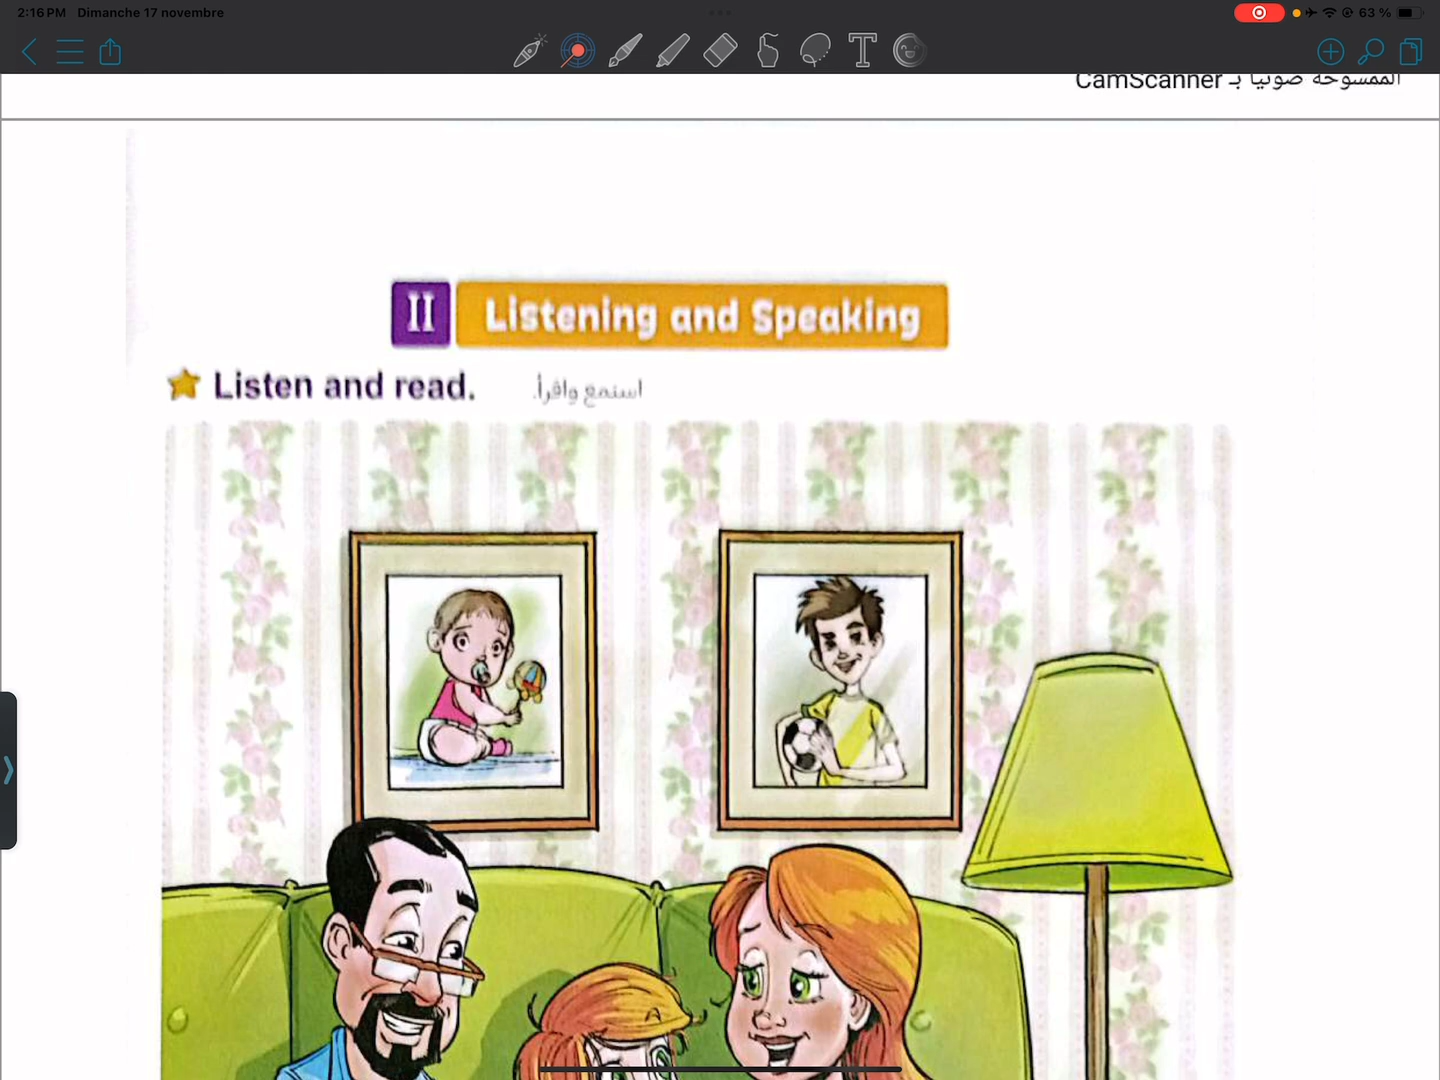 2:16 PM Dimanche 17 novembre
63 %
الممسوحة ضوئيا بـ CamScanner
II Listening and Speaking
Listen and read. استمع واقرأ.